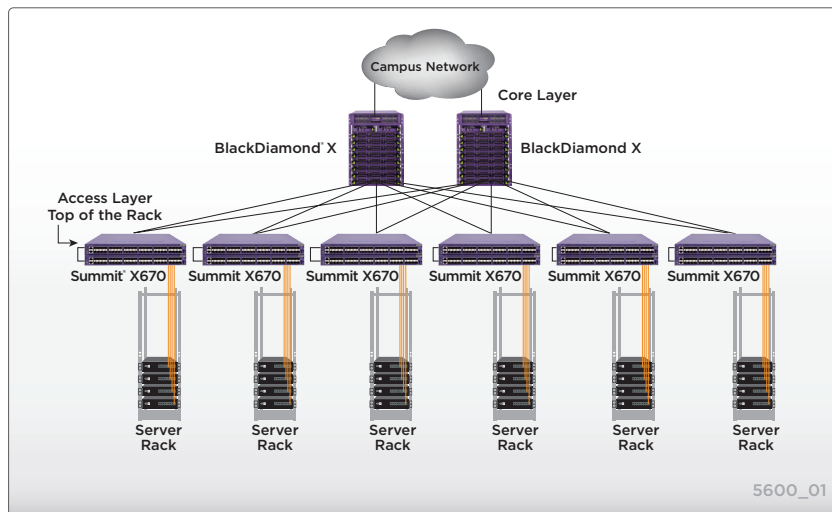 Campus Network
Core Layer
BlackDiamond® X
BlackDiamond X
Access Layer
Top of the Rack
Summit® X670
Summit X670
Summit X670
Summit X670
Summit X670
Summit X670
Server
Rack
Server
Rack
Server
Rack
Server
Rack
Server
Rack
Server
Rack
5600_01